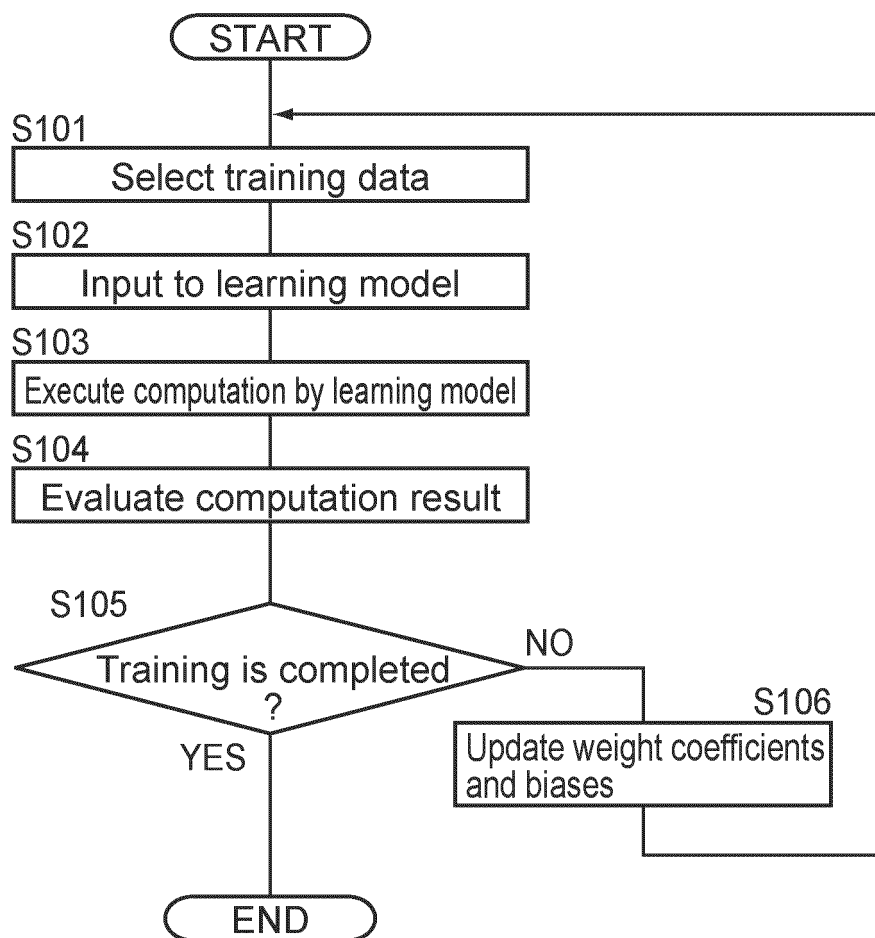 START
S101
Select training data
S102
Input to learning model
S103
Execute computation by learning model
S104
Evaluate computation result
S105
Training is completed
?
NO
YES
S106
Update weight coefficients
and biases
END